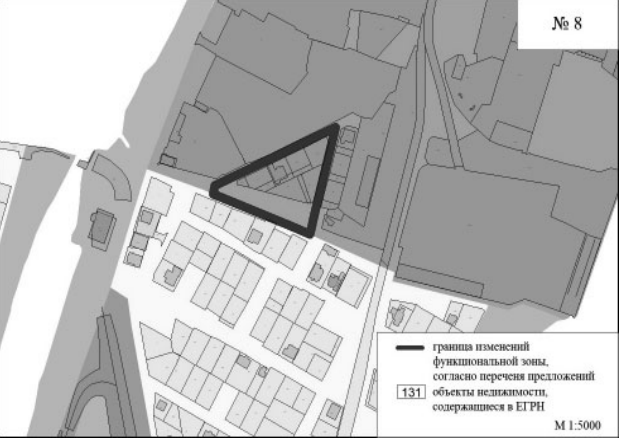 № 8
граница изменений
функциональной зоны,
согласно перечня предложений
131
объекты недвижимости,
содержащиеся в ЕГРН
М 1:5000